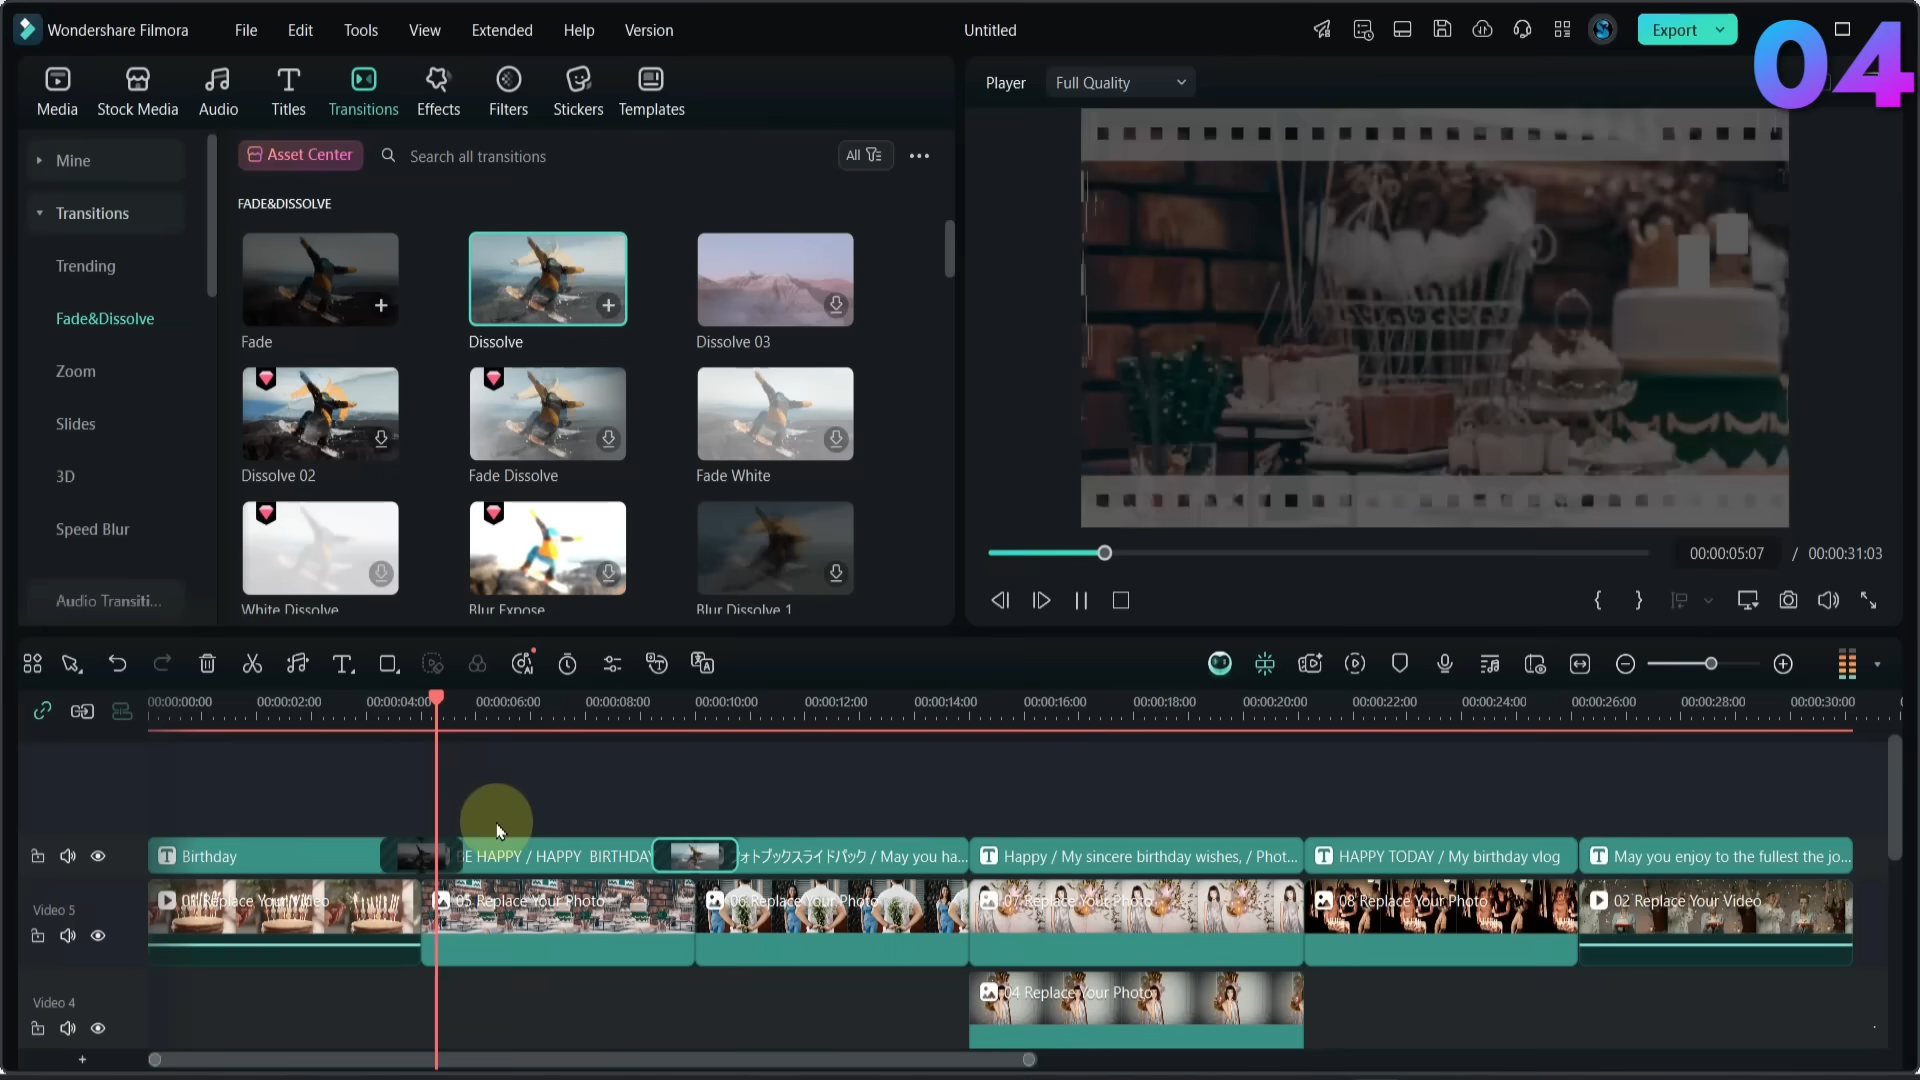 Wondershare Filmora
File Edit Tools View Extended Help Version
Untitled
Export
04
Media Stock Media Audio Titles Transitions Effects Filters Stickers Templates
Player Full Quality
Mine
Transitions
Trending
Fade&Dissolve
Zoom
Slides
3D
Speed Blur
Audio Transiti...
Asset Center
Search all transitions
All
FADE&DISSOLVE
Fade Dissolve Dissolve 03
Dissolve 02 Fade Dissolve Fade White
White Dissolve Blur Expose Blur Dissolve 1
00:00:05:07 / 00:00:31:03
00:00:00:00 00:00:02:00 00:00:04:00 00:00:06:00 00:00:08:00 00:00:10:00 00:00:12:00 00:00:14:00 00:00:16:00 00:00:18:00 00:00:20:00 00:00:22:00 00:00:24:00 00:00:26:00 00:00:28:00 00:00:30:00
Birthday
BE HAPPY / HAPPY BIRTHDAY
ォトブックスライドパック / May you ha...
Happy / My sincere birthday wishes, / Phot...
HAPPY TODAY / My birthday vlog
May you enjoy to the fullest the jo...
Video 5
Replace Your Video
05 Replace Your Photo
06 Replace Your Photo
07 Replace Your Photo
08 Replace Your Photo
02 Replace Your Video
Video 4
04 Replace Your Photo